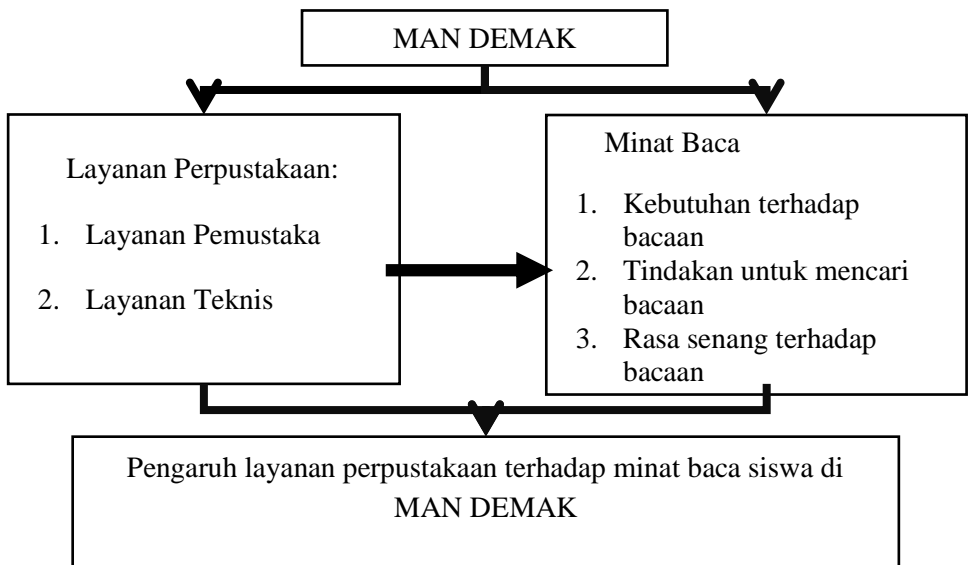 MAN DEMAK
Layanan Perpustakaan:
1. Layanan Pemustaka
2. Layanan Teknis
Minat Baca
1. Kebutuhan terhadap
bacaan
2. Tindakan untuk mencari
bacaan
3. Rasa senang terhadap
bacaan
Pengaruh layanan perpustakaan terhadap minat baca siswa di
MAN DEMAK